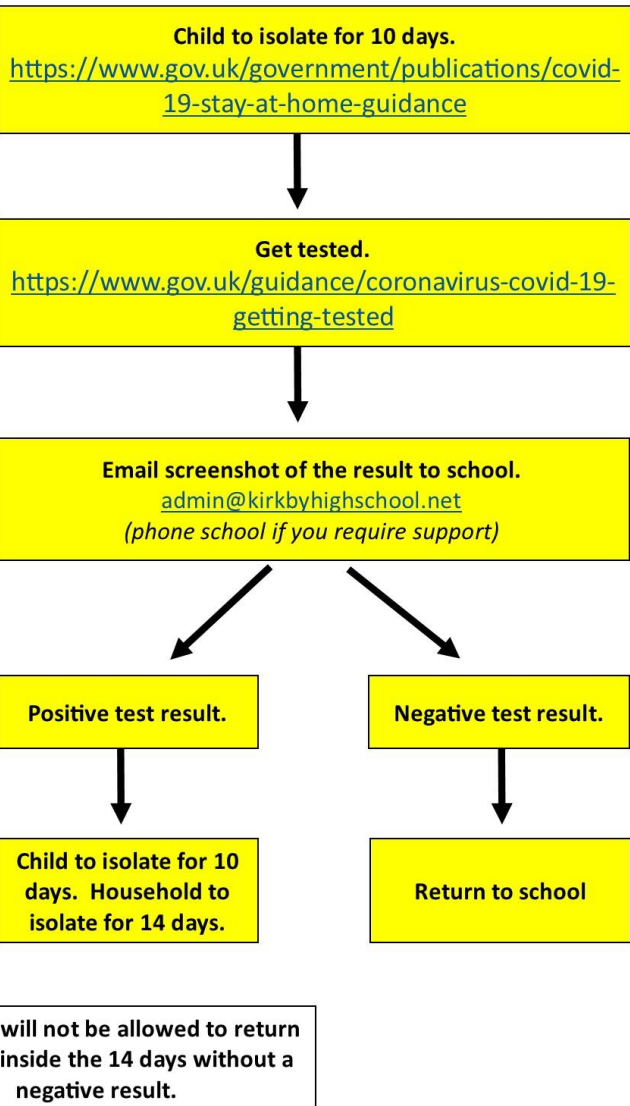 Child to isolate for 10 days.
https://www.gov.uk/government/publications/covid-
19-stay-at-home-guidance
Get tested.
https://www.gov.uk/guidance/coronavirus-covid-19-
getting-tested
Email screenshot of the result to school.
admin@kirkbyhighschool.net
(phone school if you require support)
Positive test result.
Negative test result.
Child to isolate for 10
days. Household to
isolate for 14 days.
Return to school
will not be allowed to return
inside the 14 days without a
negative result.